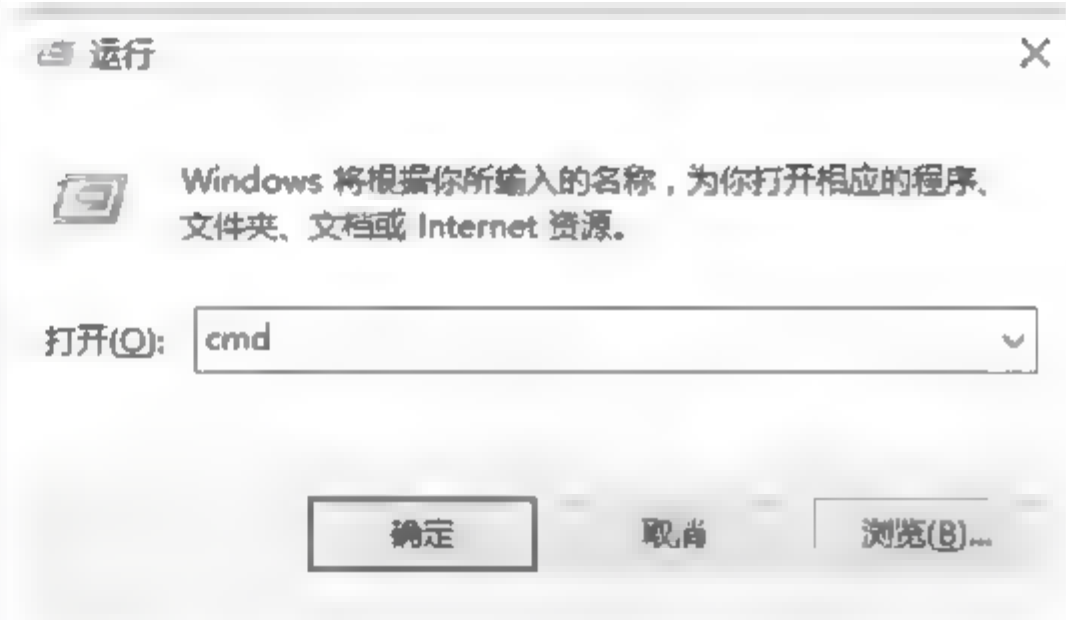 运行
Windows 将根据你所输入的名称，为你打开相应的程序、
文件夹、文档或 Internet 资源。
打开(O):
cmd
确定 取消 浏览(B)...